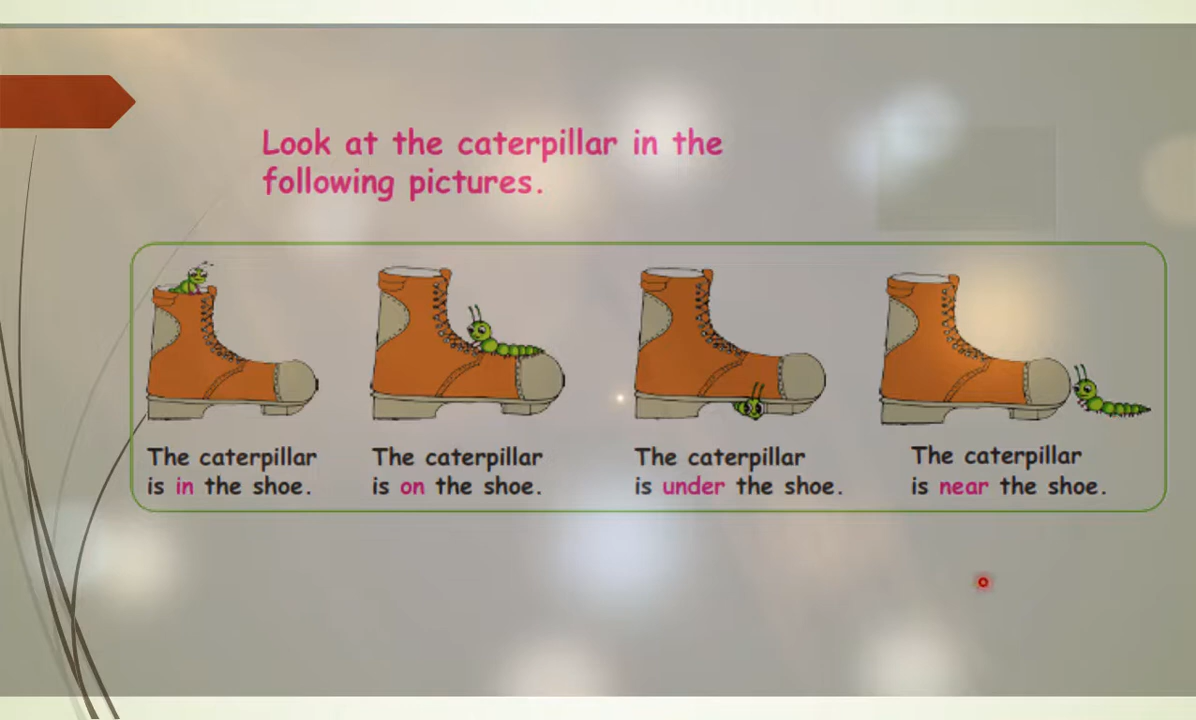 Look at the caterpillar in the
following pictures.
The caterpillar
is in the shoe.
The caterpillar
is on the shoe.
The caterpillar
is under the shoe.
The caterpillar
is near the shoe.